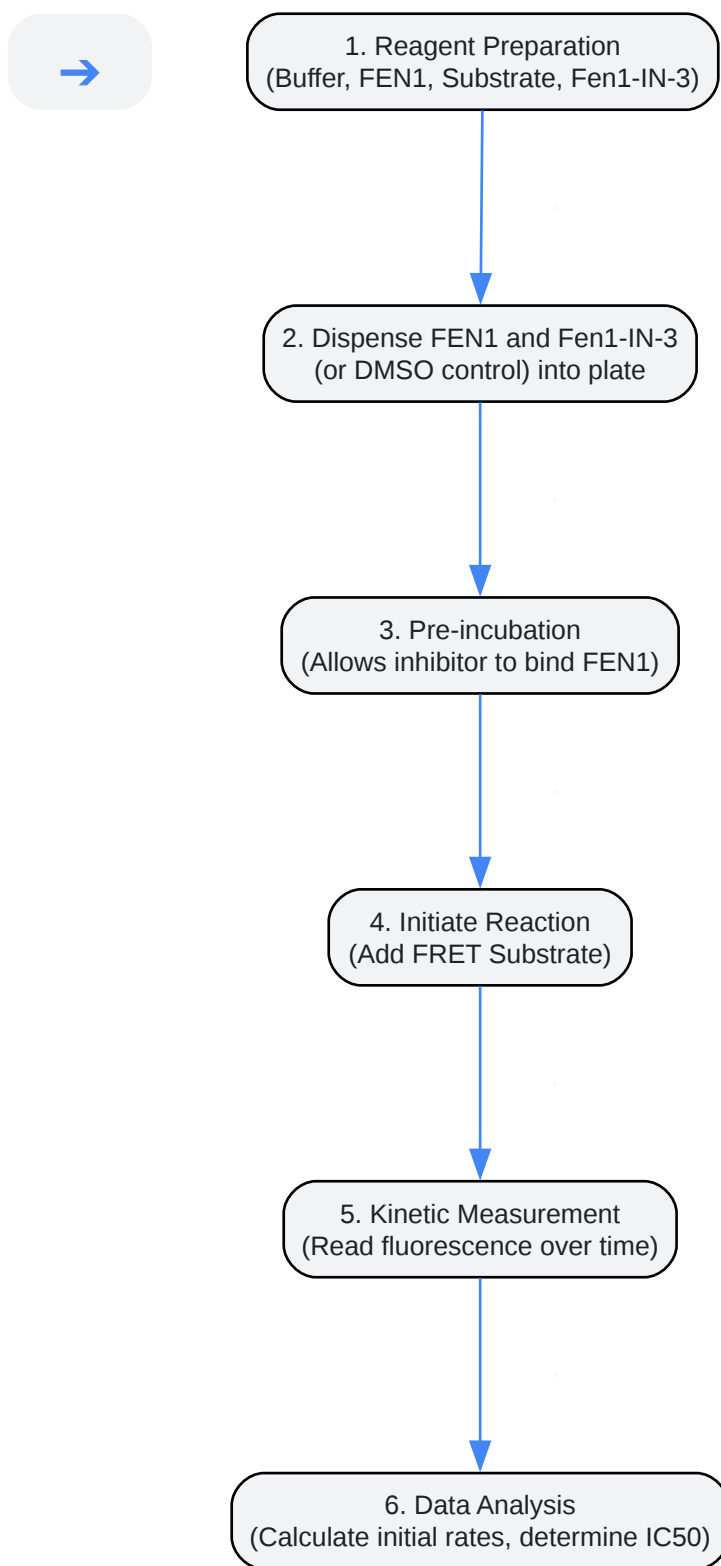 1. Reagent Preparation
(Buffer, FEN1, Substrate, Fen1-IN-3)
2. Dispense FEN1 and Fen1-IN-3
(or DMSO control) into plate
3. Pre-incubation
(Allows inhibitor to bind FEN1)
4. Initiate Reaction
(Add FRET Substrate)
5. Kinetic Measurement
(Read fluorescence over time)
6. Data Analysis
(Calculate initial rates, determine IC50)